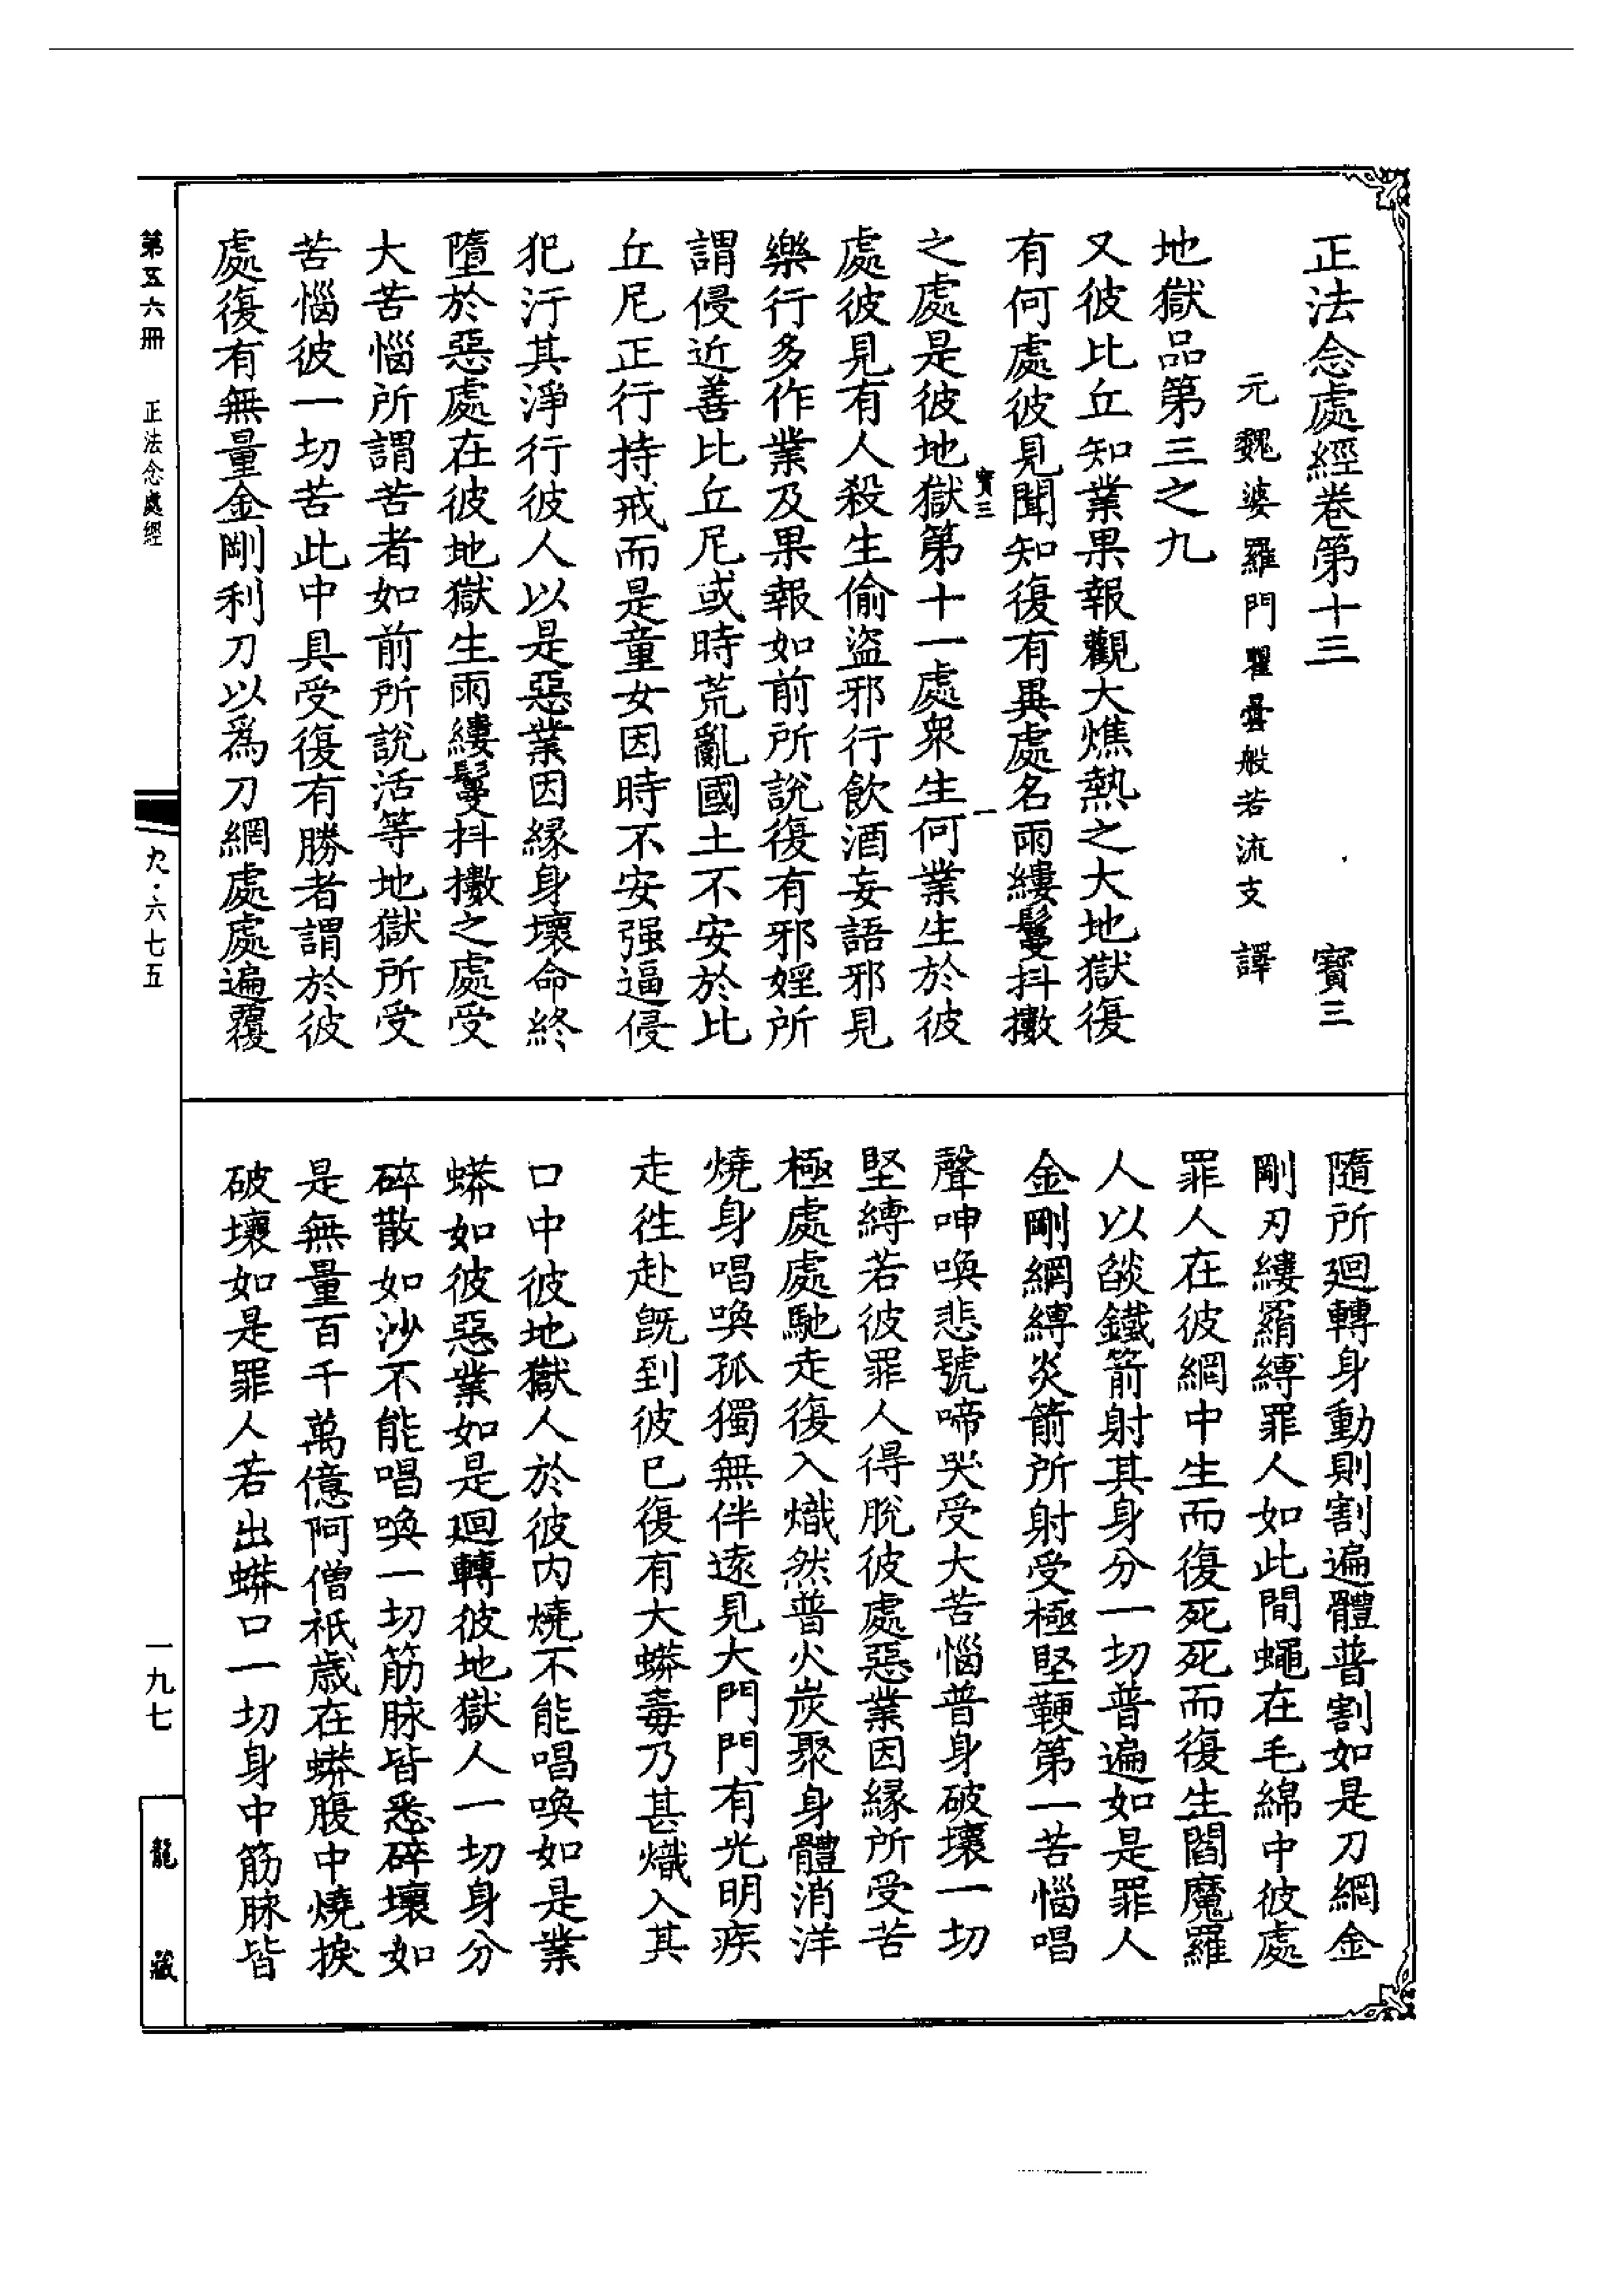 正法念處經卷第十三　寶三
元魏婆羅門瞿曇般若流支　譯
地獄品第三之九
又彼比丘知業果報觀大燋熱之大地獄復
有何處彼見聞知復有異處名雨縷鬘抖擻
寶三　一
之處是彼地獄第十一處衆生何業生於彼
處彼見有人殺生偷盜邪行飲酒妄語邪見
樂行多作業及果報如前所說復有邪婬所
謂侵近善比丘尼或時荒亂國土不安於比
丘尼正行持戒而是童女因時不安强逼侵
犯汙其淨行彼人以是惡業因緣身壞命終
墮於惡處在彼地獄生雨縷鬘抖擻之處受
大苦惱所謂苦者如前所說活等地獄所受
苦惱彼一切苦此中具受復有勝者謂於彼
處復有無量金剛利刀以爲刀網處處遍覆
隨所迴轉身動則割遍體普割如是刀網金
剛刃縷羂縛罪人如此間蠅在毛綿中彼處
罪人在彼網中生而復死死而復生閻魔羅
人以燄鐵箭射其身分一切普遍如是罪人
金剛網縛炎箭所射受極堅鞕第一苦惱唱
聲呻喚悲號啼哭受大苦惱普身破壞一切
堅縛若彼罪人得脫彼處惡業因緣所受苦
極處處馳走復入熾然普火炭聚身體消洋
燒身唱喚孤獨無伴遠見大門門有光明疾
走徃赴既到彼已復有大蟒毒乃甚熾入其
口中彼地獄人於彼內燒不能唱喚如是業
蟒如彼惡業如是迴轉彼地獄人一切身分
碎散如沙不能唱喚一切筋脉皆悉碎壞如
是無量百千萬億阿僧祇歲在蟒腹中燒捩
破壞如是罪人若出蟒口一切身中筋脉皆
第五六冊　正法念處經
九·六七五
一九七
龍藏